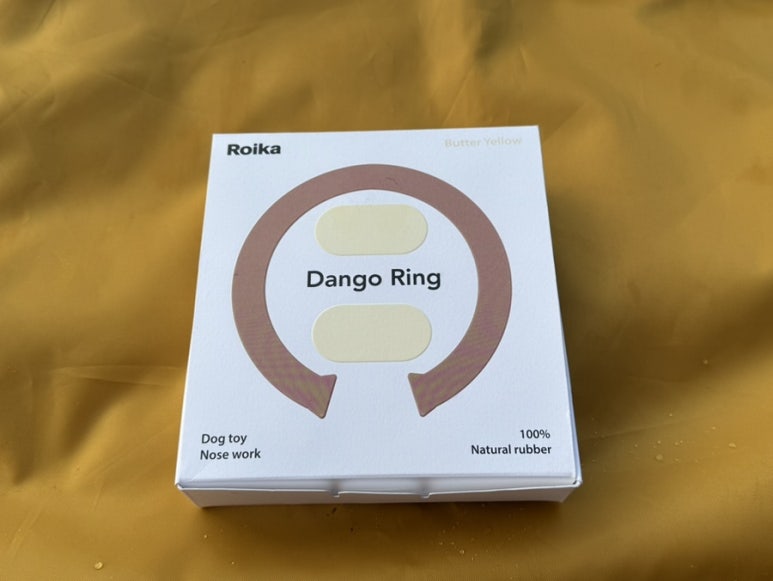 Roika
Butter Yellow
Dango Ring
Dog toy
Nose work
100%
Natural rubber